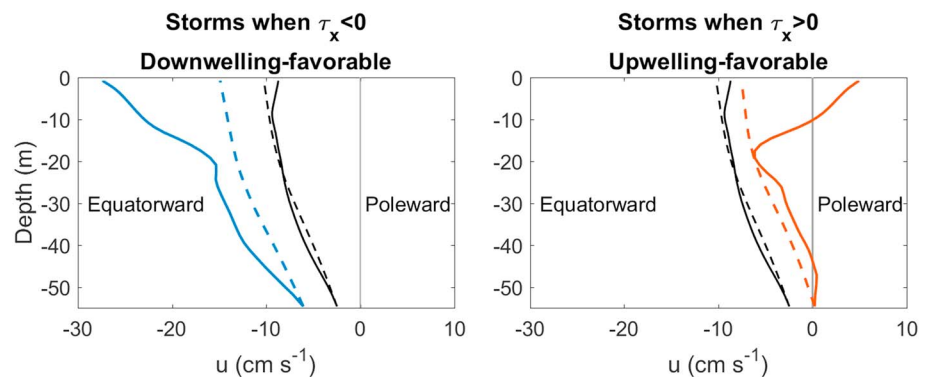 Storms when τx<0
Downwelling-favorable
0
-10
-20
-30
-40
-50
Depth (m)
Equatorward
Poleward
-30 -20 -10 0 10
u (cm s-1)
Storms when τx>0
Upwelling-favorable
0
-10
-20
-30
-40
-50
Equatorward
Poleward
-30 -20 -10 0 10
u (cm s-1)